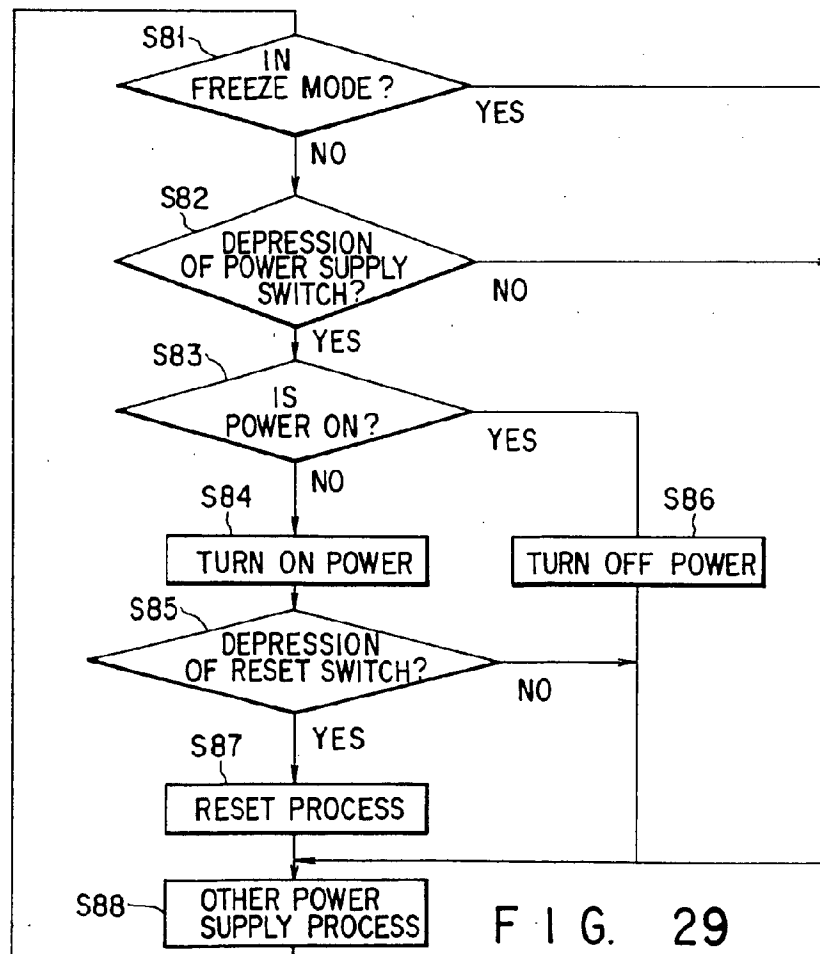 S81
IN
FREEZE MODE?
YES
NO
S82
DEPRESSION
OF POWER SUPPLY
SWITCH?
NO
YES
S83
IS
POWER ON?
YES
NO
S84
TURN ON POWER
S86
TURN OFF POWER
S85
DEPRESSION
OF RESET SWITCH?
NO
YES
S87
RESET PROCESS
S88
OTHER POWER
SUPPLY PROCESS
FIG. 29